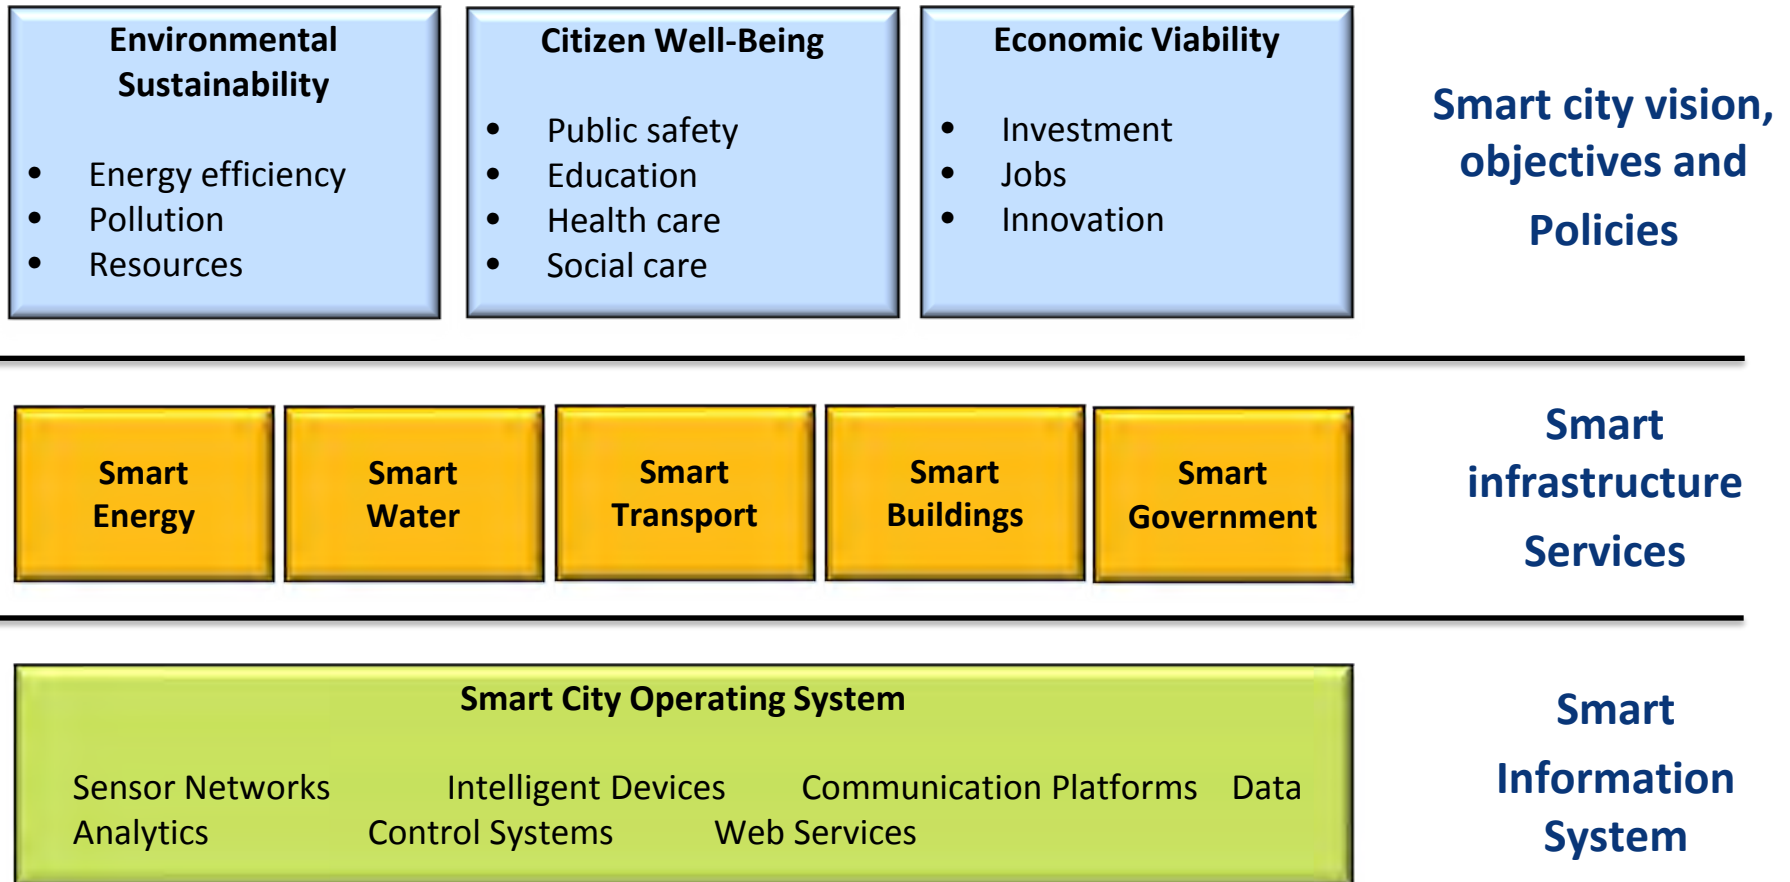 Environmental
Sustainability
• Energy efficiency
• Pollution
• Resources
Citizen Well-Being
• Public safety
• Education
• Health care
• Social care
Economic Viability
• Investment
• Jobs
• Innovation
Smart city vision,
objectives and
Policies
Smart
Energy
Smart
Water
Smart
Transport
Smart
Buildings
Smart
Government
Smart
infrastructure
Services
Smart City Operating System
Sensor Networks Intelligent Devices Communication Platforms Data
Analytics Control Systems Web Services
Smart
Information
System